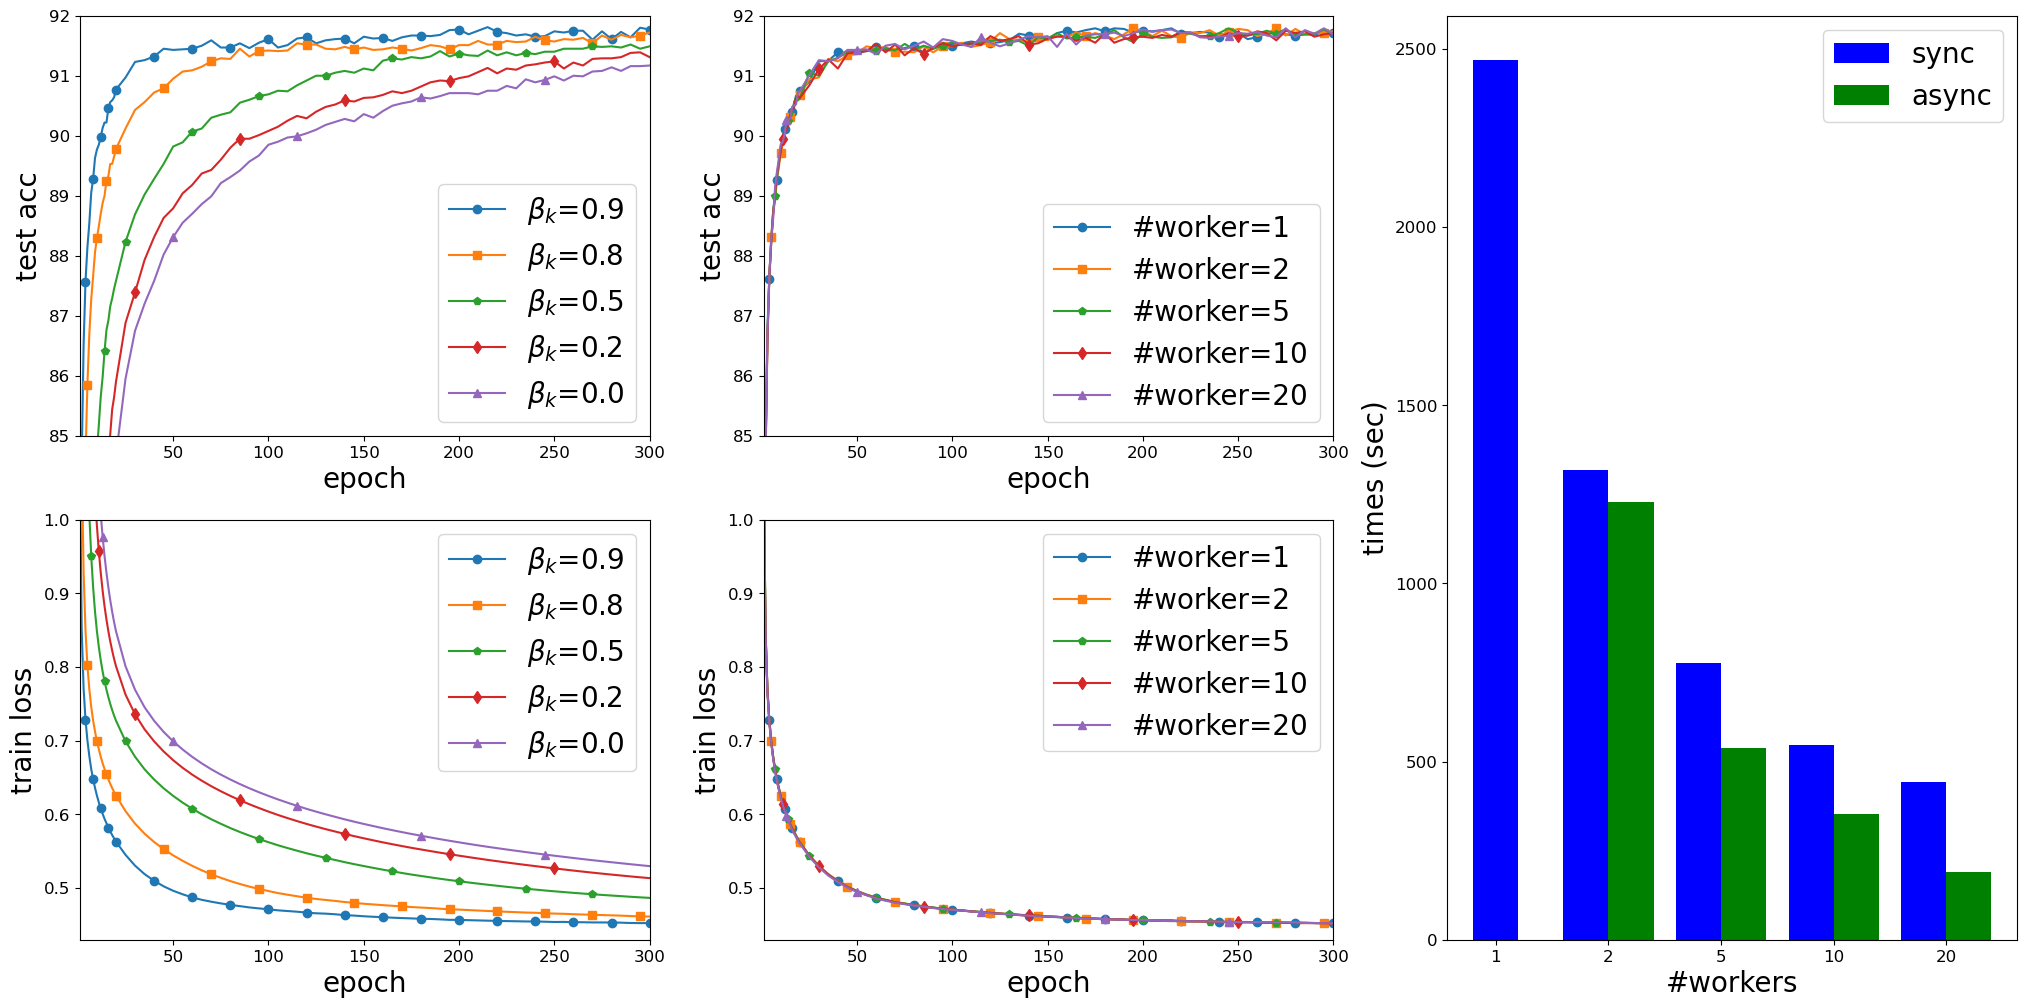 92
91
90
89
88
87
86
85
test acc
50
100
150
200
250
300
epoch
βk=0.9
βk=0.8
βk=0.5
βk=0.2
βk=0.0
92
91
90
89
88
87
86
85
test acc
50
100
150
200
250
300
epoch
#worker=1
#worker=2
#worker=5
#worker=10
#worker=20
1.0
0.9
0.8
0.7
0.6
0.5
train loss
50
100
150
200
250
300
epoch
βk=0.9
βk=0.8
βk=0.5
βk=0.2
βk=0.0
1.0
0.9
0.8
0.7
0.6
0.5
train loss
50
100
150
200
250
300
epoch
#worker=1
#worker=2
#worker=5
#worker=10
#worker=20
2500
2000
1500
1000
500
0
times (sec)
1
2
5
10
20
#workers
sync
async